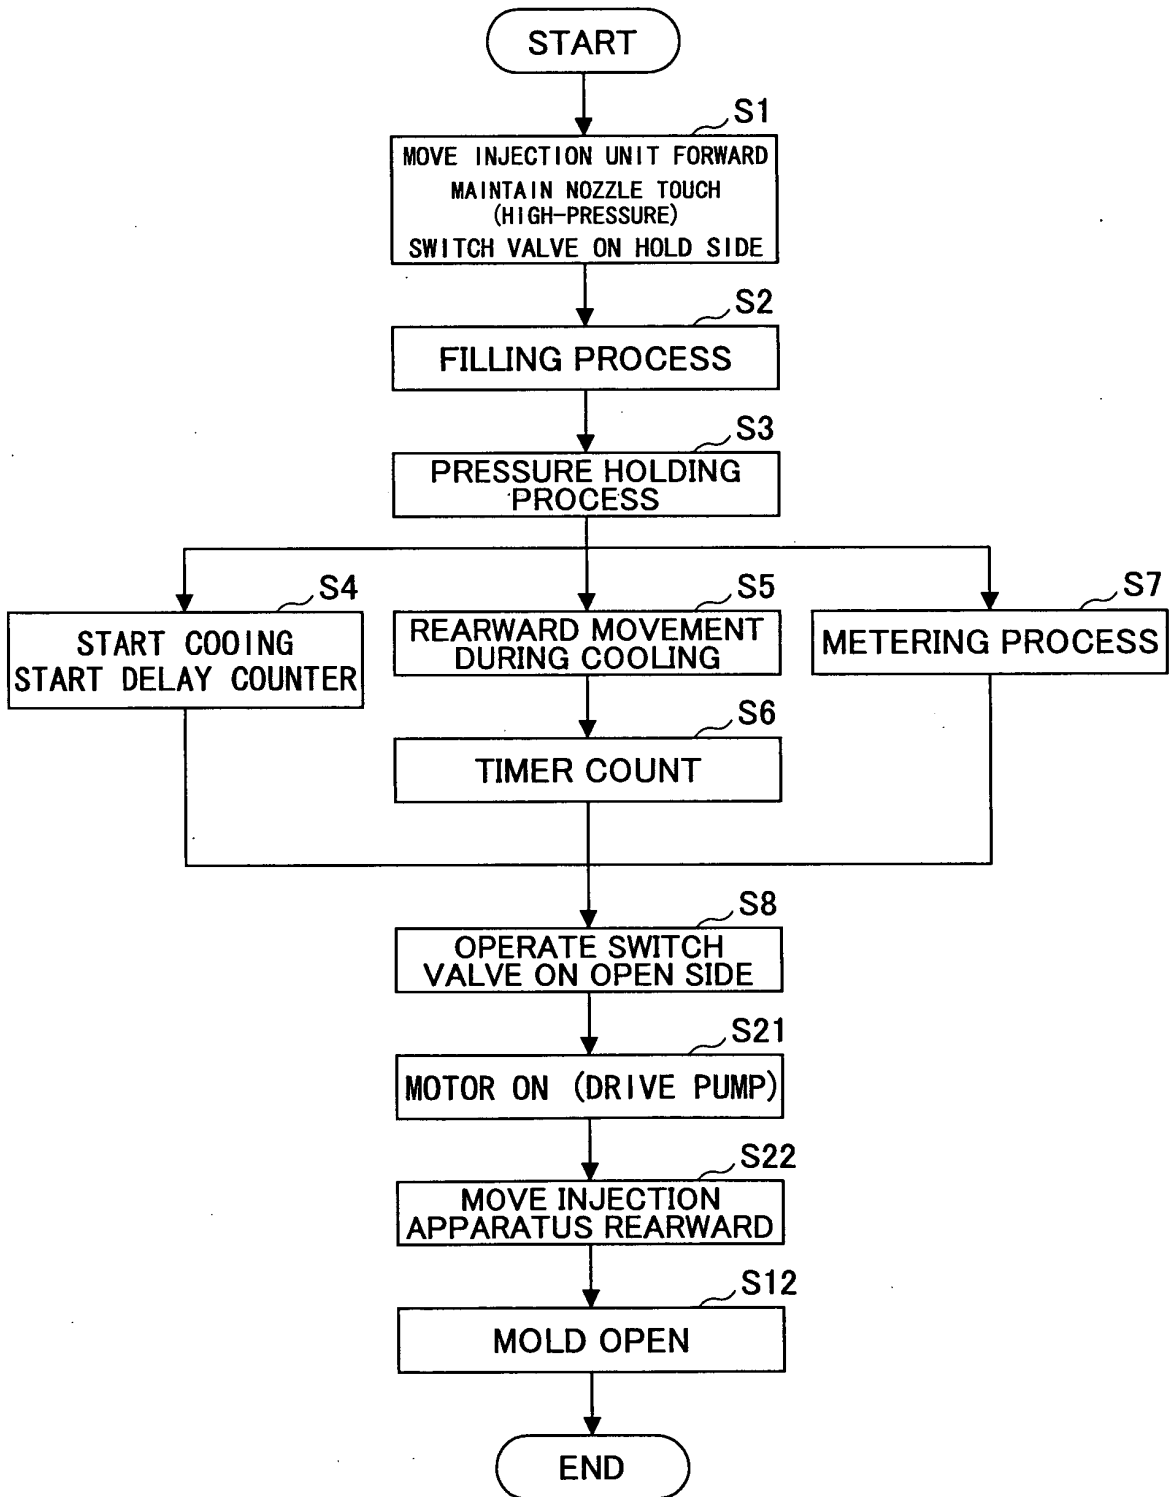 START
S1
MOVE INJECTION UNIT FORWARD
MAINTAIN NOZZLE TOUCH
(HIGH-PRESSURE)
SWITCH VALVE ON HOLD SIDE
S2
FILLING PROCESS
S3
PRESSURE HOLDING
PROCESS
S4
START COOING
START DELAY COUNTER
S5
REARWARD MOVEMENT
DURING COOLING
S6
TIMER COUNT
S7
METERING PROCESS
S8
OPERATE SWITCH
VALVE ON OPEN SIDE
S21
MOTOR ON (DRIVE PUMP)
S22
MOVE INJECTION
APPARATUS REARWARD
S12
MOLD OPEN
END